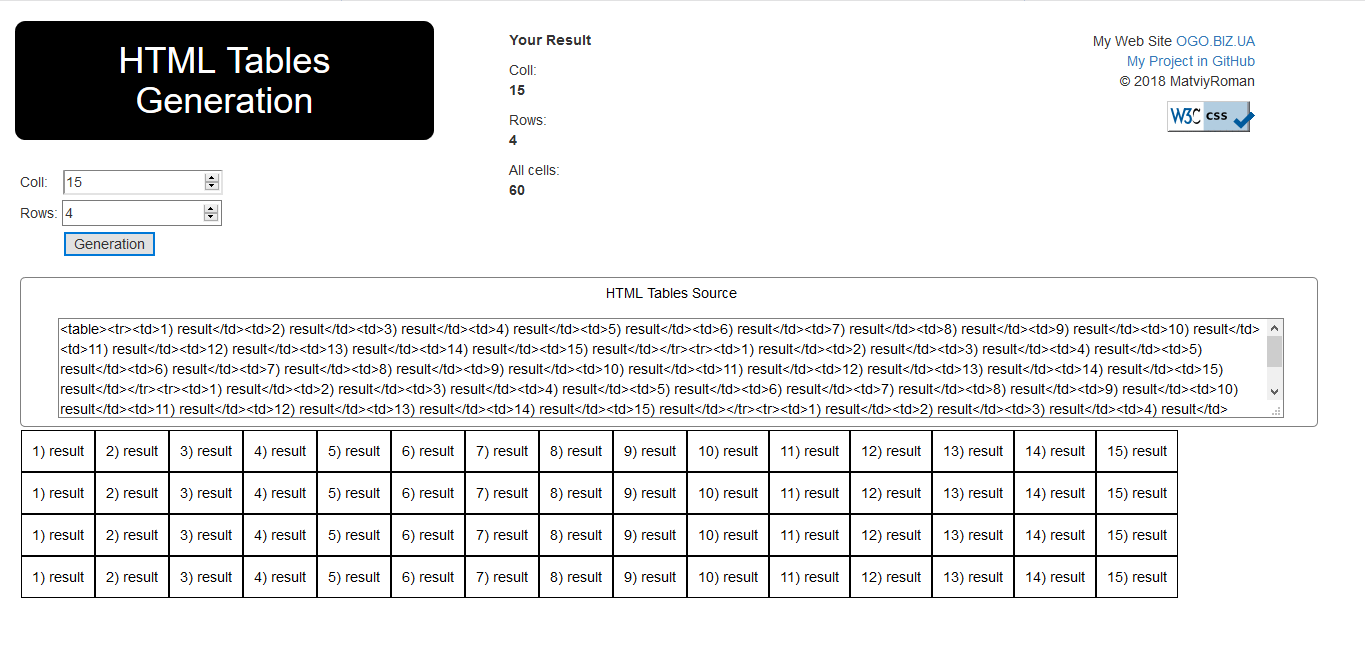 HTML Tables
Generation
Coll: 15
Rows: 4
Generation
Your Result
Coll:
15
Rows:
4
All cells:
60
My Web Site OGO.BIZ.UA
My Project in GitHub
© 2018 MatviyRoman
W3C css
HTML Tables Source
<table><tr><td>1) result</td><td>2) result</td><td>3) result</td><td>4) result</td><td>5) result</td><td>6) result</td><td>7) result</td><td>8) result</td><td>9) result</td><td>10) result</td>
<td>11) result</td><td>12) result</td><td>13) result</td><td>14) result</td><td>15) result</td></tr><tr><td>1) result</td><td>2) result</td><td>3) result</td><td>4) result</td><td>5)
result</td><td>6) result</td><td>7) result</td><td>8) result</td><td>9) result</td><td>10) result</td><td>11) result</td><td>12) result</td><td>13) result</td><td>14) result</td><td>15)
result</td></tr><tr><td>1) result</td><td>2) result</td><td>3) result</td><td>4) result</td><td>5) result</td><td>6) result</td><td>7) result</td><td>8) result</td><td>9) result</td><td>10)
result</td><td>11) result</td><td>12) result</td><td>13) result</td><td>14) result</td><td>15) result</td></tr><tr><td>1) result</td><td>2) result</td><td>3) result</td><td>4) result</td>
1) result 2) result 3) result 4) result 5) result 6) result 7) result 8) result 9) result 10) result 11) result 12) result 13) result 14) result 15) result
1) result 2) result 3) result 4) result 5) result 6) result 7) result 8) result 9) result 10) result 11) result 12) result 13) result 14) result 15) result
1) result 2) result 3) result 4) result 5) result 6) result 7) result 8) result 9) result 10) result 11) result 12) result 13) result 14) result 15) result
1) result 2) result 3) result 4) result 5) result 6) result 7) result 8) result 9) result 10) result 11) result 12) result 13) result 14) result 15) result